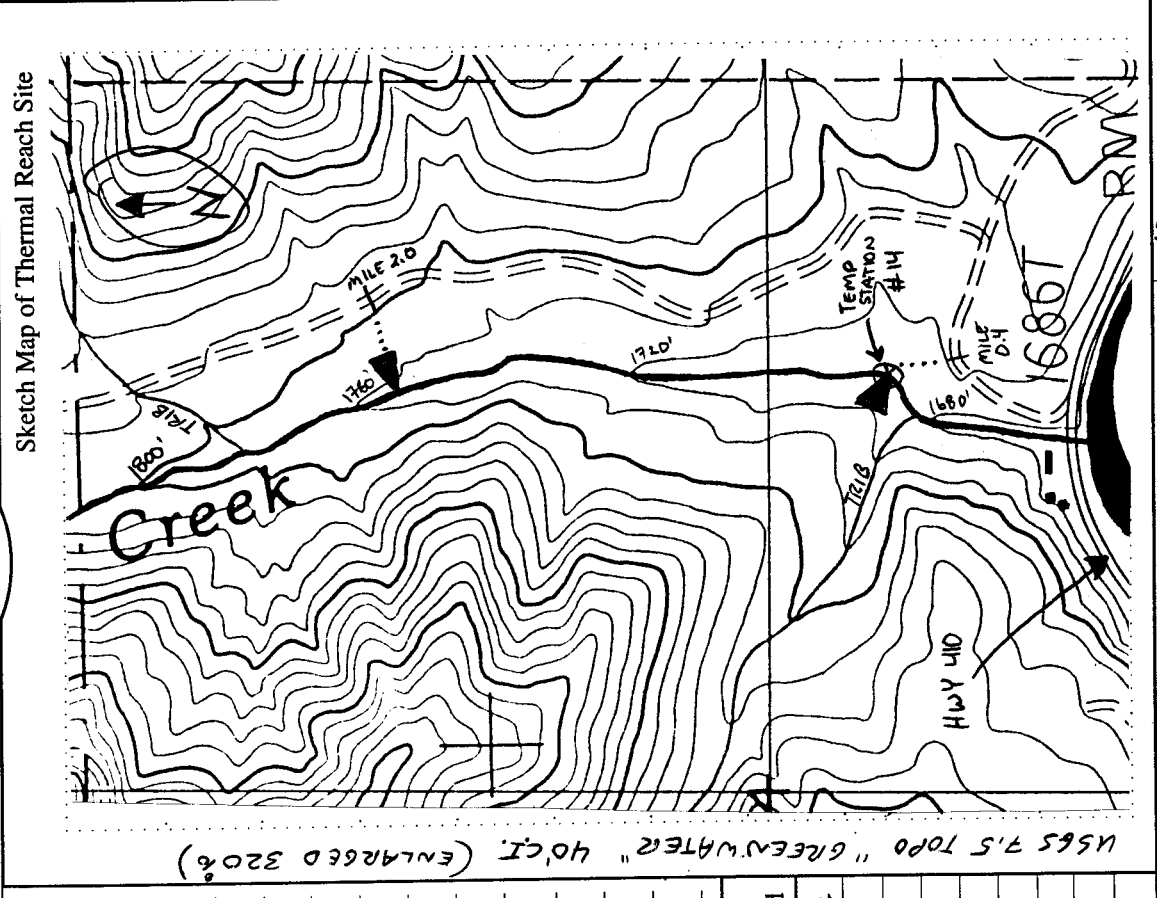 Sketch Map of Thermal Reach Site
N
MILE 2.0
TEMP
STATION
#14
1720'
1760'
MILE
0.4
1686T
1680'
TRIB
1800'
Creek
TRIB
HWY 410
USGS 7.5 TOPO "GREENWATER" 40' C.I. (ENLARGED 320%)